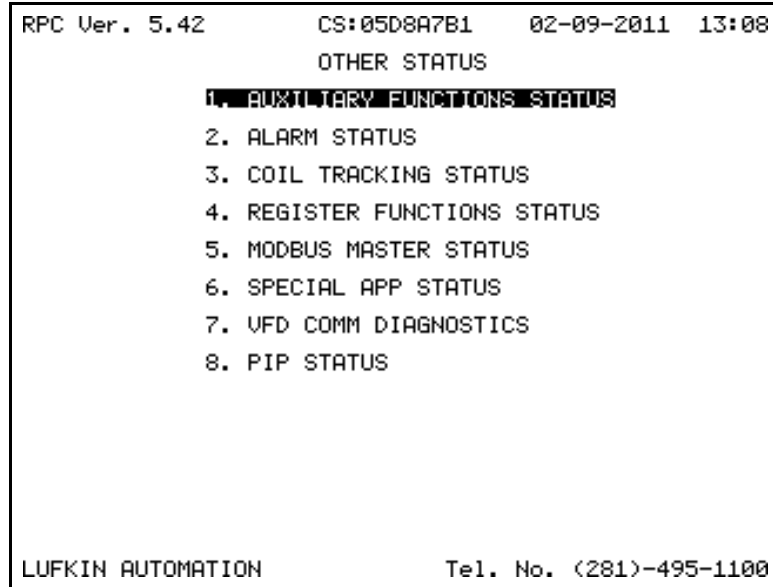 RPC Ver. 5.42 CS:05D8A7B1 02-09-2011 13:08
OTHER STATUS
1. AUXILIARY FUNCTIONS STATUS
2. ALARM STATUS
3. COIL TRACKING STATUS
4. REGISTER FUNCTIONS STATUS
5. MODBUS MASTER STATUS
6. SPECIAL APP STATUS
7. VFD COMM DIAGNOSTICS
8. PIP STATUS
LUFKIN AUTOMATION Tel. No. (281)-495-1100